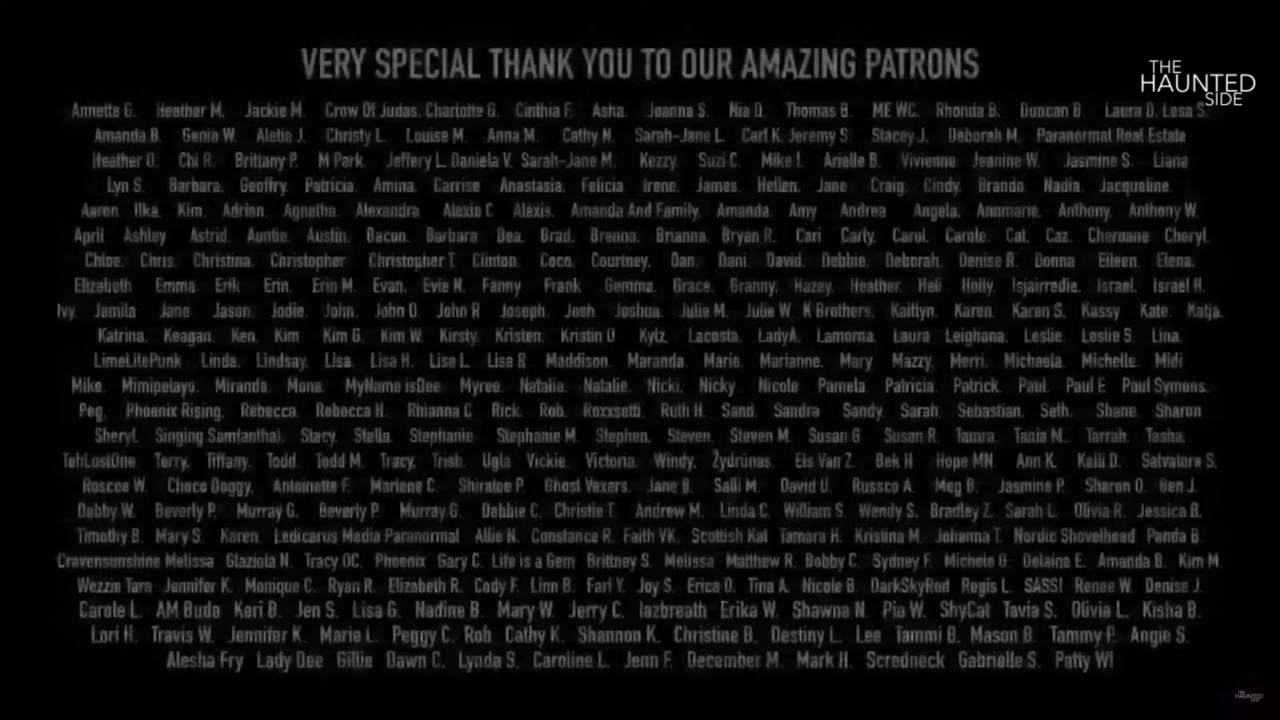 VERY SPECIAL THANK YOU TO OUR AMAZING PATRONS
THE
HAUNTED
SIDE
Annette G. Heather M. Jackie M. Crow Of Judas. Charlotte G. Cinthia F. Asha. Joanna S. Nia D. Thomas B. ME WC. Rhonda B. Duncan B. Laura D. Lesa S.
Amanda B. Genia W. Aletia J. Christy L. Louise M. Anna M. Cathy N. Sarah-Jane L. Carl K. Jeremy S. Stacey J. Deborah M. Paranormal Real Estate
Heather O. Chi R. Brittany P. M Park. Jeffery L. Daniela V. Sarah-Jane M. Kezzy. Suzi C. Mike I. Arielle B. Vivienne Jeanine W. Jasmine S. Liana
Lyn S. Barbara. Geoffry. Patricia. Amina. Carrise Anastasia. Felicia Irene. James. Hellen. Jane Craig. Cindy. Brando. Nadia. Jacqueline.
Aaron Ilka. Kim. Adrian. Agnetha. Alexandra Alexis C Alexis. Amanda And Family. Amanda. Amy Andrea Angela. Annmarie. Anthony. Anthony W.
April Ashley Astrid. Auntie. Austin. Bacon. Barbara Bea. Brad. Brenna. Brianna. Bryan R. Cari Carly. Carol. Carole. Cat. Caz. Cheryl.
Chloe. Chris. Christina. Christopher Christopher T. Clinton. Coco. Courtney. Dan. Dani. David. Debbie. Deborah. Denise R. Donna Eileen. Elena.
Elizabeth Emma. Erik Erin. Erin M. Evan. Evie N. Fanny Frank Gemma. Grace. Granny. Hazey. Heather. Heli Holly. Isjairredie. Israel. Israel H.
Ivy. Jamila Jane Jason. Jodie. John. John O. John R Joseph. Josh. Joshua. Julie M. Julie W. K Brothers. Kaitlyn. Karen. Karen S. Kassy Kate. Katja.
Katrina. Keagan. Ken. Kim Kim G. Kim W. Kirsty. Kristen. Kristin O Kylz. Lacosta. LadyA. Lamorna. Laura Leighana. Leslie. Leslie S. Lina.
LimeLitePunk Linda. Lindsay. Lisa. Lisa H. Lisa L. Lisa R Maddison. Maranda. Marie. Marianne. Mary Mazzy. Merri. Michaela. Michelle. Midi
Mike. Mimipelayo. Miranda. Mona. MyName isDee Myree. Natalia. Natalie. Nicki. Nicky . Nicole Pamela. Patricia. Patrick. Paul. Paul E Paul Symons.
Peg. Phoenix Rising. Rebecca. Rebecca H. Rhianna C Rick. Rob. Roxxsetti. Ruth H. Sand. Sandra Sandy. Sarah. Sebastian. Seth. Shane. Sharon
Sheryl. Singing Sam(antha). Stacy. Stella. Stephanie Stephanie M. Stephen. Steven. Steven M. Susan G Susan R. Tamra. Tania M.. Tarrah. Tasha.
TehLostOne. Terry. Tiffany. Todd. Todd M. Tracy. Trish. Ugla Vickie. Victoria. Windy. Žydrūnas. Els Van Z. Bek H Hope MN. Ann K. Kalli D. Salvatore S.
Roscoe W. Choco Doggy. Antoinette F. Marlene C. Shiralee P. Ghost Vexers. Jane B. Salli M. David U. Russco A. Meg B. Jasmine P. Sharon O. Ben J.
Dabby W. Beverly P. Murray G. Beverly P. Murray G. Debbie C. Christie T. Andrew M. Linda C William S. Wendy S. Bradley Z. Sarah L. Olivia R. Jessica B.
Timothy B. Mary S. Karen. Ledicarus Media Paranormal Allie N. Constance R. Faith VK. Scottish Kat Tamara H. Kristina M. Johanna T. Nordic Shovelhead Panda B.
Cravensunshine Melissa Glaziola N. Tracy OC. Phoenix Gary C. Life is a Gem Britney S. Melissa Matthew R. Bobby C. Sydney F. Michele G. Delaine E. Amanda B. Kim M.
Wezzie Tara Jennifer K. Monique C. Ryan R. Elizabeth R. Cody F. Linn B. Farl Y. Joy S. Erica O. Tina A. Nicole B. DarkSkyRed Regis L. SASS! Renee W. Denise J.
Carole L. AM Buda Kori B. Jen S. Lisa G. Nadine B. Mary W. Jerry C. lazbreath Erika W. Shawna N. Pia W. ShyCat Tavia S. Olivia L. Kisha B.
Lori H. Travis W. Jennifer K. Marie L. Peggy C. Rob Cathy K. Shannon K. Christine B. Destiny L. Lee Tammi B. Mason B. Tammy P. Angie S.
Alesha Fry Lady Dee Gillie Dawn C. Lynda S. Caroline L. Jenn F. December M. Mark H. Scredneck Gabrielle S. Patty W!
THE
HAUNTED
SIDE